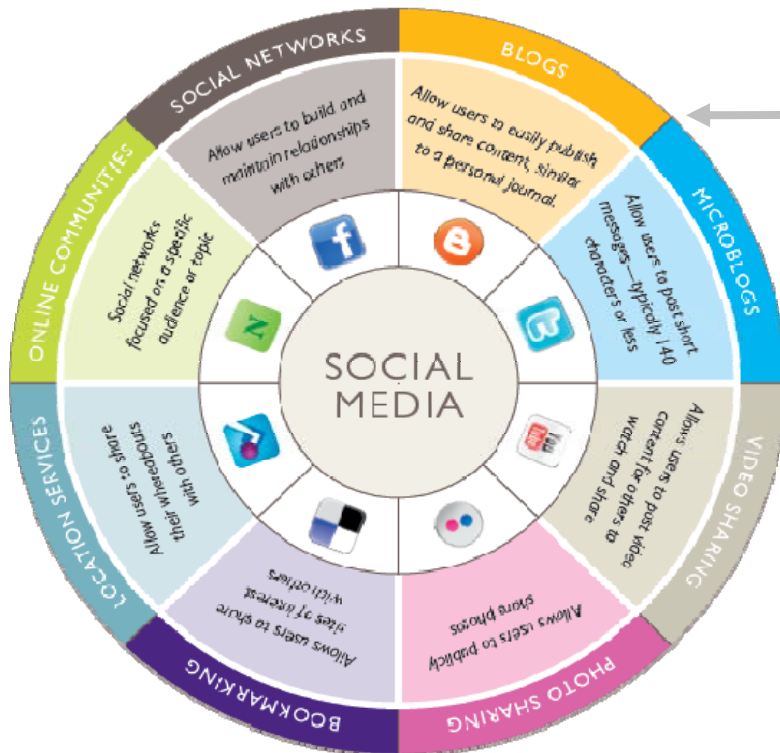 SOCIAL NETWORKS
Allow users to build and
maintain relationships
with others
BLOGS
Allow users to easily publish
and share content, similar
to a personal journal.
MICROBLOGS
Allow users to post short
messages—typically 140
characters or less
VIDEO SHARING
Allows users to post video
content for others to
watch and share
PHOTO SHARING
Allows users to publicly
share photos
BOOKMARKING
Allows users to share
sites of interest
with others
LOCATION SERVICES
Allow users to share
their whereabouts
with others
ONLINE COMMUNITIES
Social networks
focused on a specific
audience or topic
f
N
You
Tube
SOCIAL
MEDIA